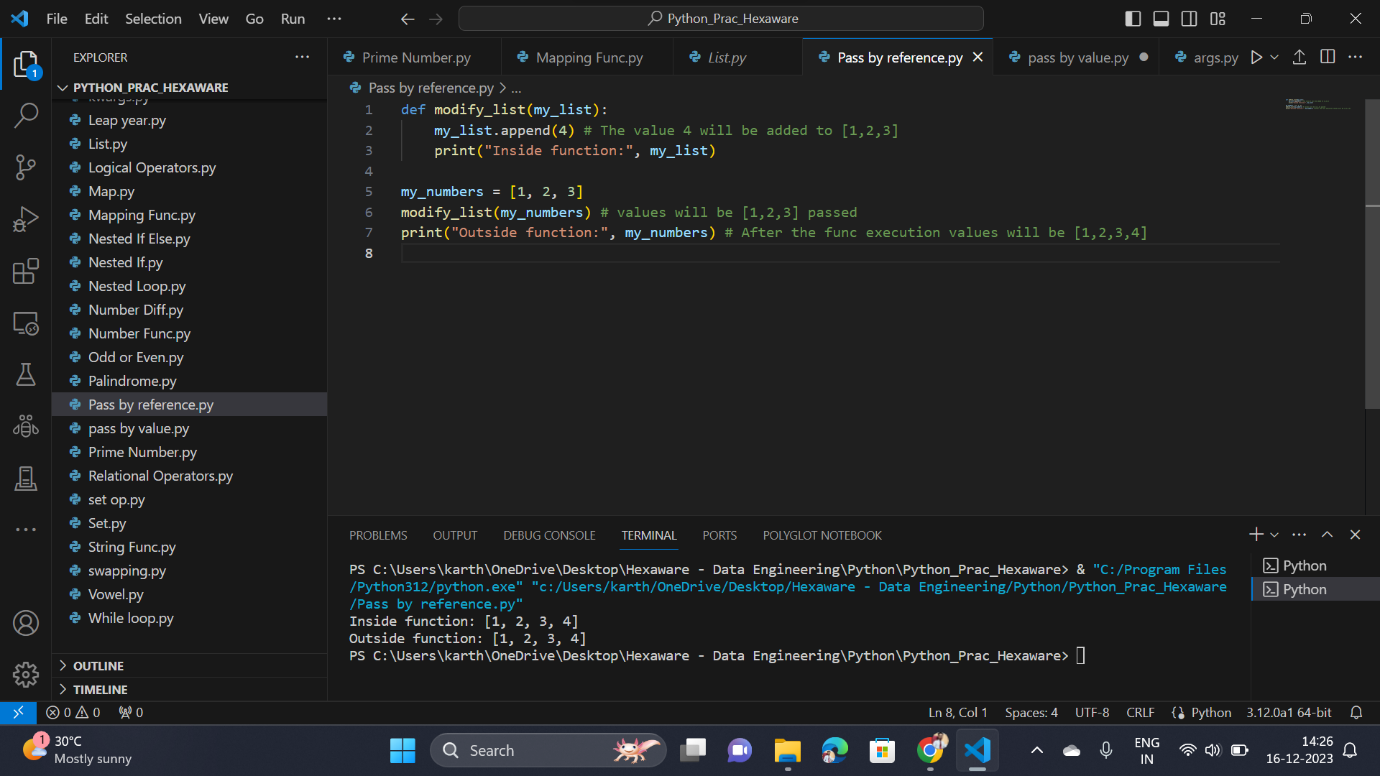 File Edit Selection View Go Run ··· Python_Prac_Hexaware
EXPLORER ···
PYTHON_PRAC_HEXAWARE
kwargs.py
Leap year.py
List.py
Logical Operators.py
Map.py
Mapping Func.py
Nested If Else.py
Nested If.py
Nested Loop.py
Number Diff.py
Number Func.py
Odd or Even.py
Palindrome.py
Pass by reference.py
pass by value.py
Prime Number.py
Relational Operators.py
set op.py
Set.py
String Func.py
swapping.py
Vowel.py
While loop.py
OUTLINE
TIMELINE
1
Prime Number.py Mapping Func.py List.py Pass by reference.py pass by value.py args.py
Pass by reference.py > ...
1 def modify_list(my_list):
2 my_list.append(4) # The value 4 will be added to [1,2,3]
3 print("Inside function:", my_list)
4
5 my_numbers = [1, 2, 3]
6 modify_list(my_numbers) # values will be [1,2,3] passed
7 print("Outside function:", my_numbers) # After the func execution values will be [1,2,3,4]
8
PROBLEMS OUTPUT DEBUG CONSOLE TERMINAL PORTS POLYGLOT NOTEBOOK
PS C:\Users\karth\OneDrive\Desktop\Hexaware - Data Engineering\Python\Python_Prac_Hexaware> & "C:/Program Files
/Python312/python.exe" "c:/Users/karth/OneDrive/Desktop/Hexaware - Data Engineering/Python/Python_Prac_Hexaware
/Pass by reference.py"
Inside function: [1, 2, 3, 4]
Outside function: [1, 2, 3, 4]
PS C:\Users\karth\OneDrive\Desktop\Hexaware - Data Engineering\Python\Python_Prac_Hexaware>
Python
Python
0 0 0 Ln 8, Col 1 Spaces: 4 UTF-8 CRLF Python 3.12.0a1 64-bit
1
30°C
Mostly sunny
Search
ENG
IN
14:26
16-12-2023